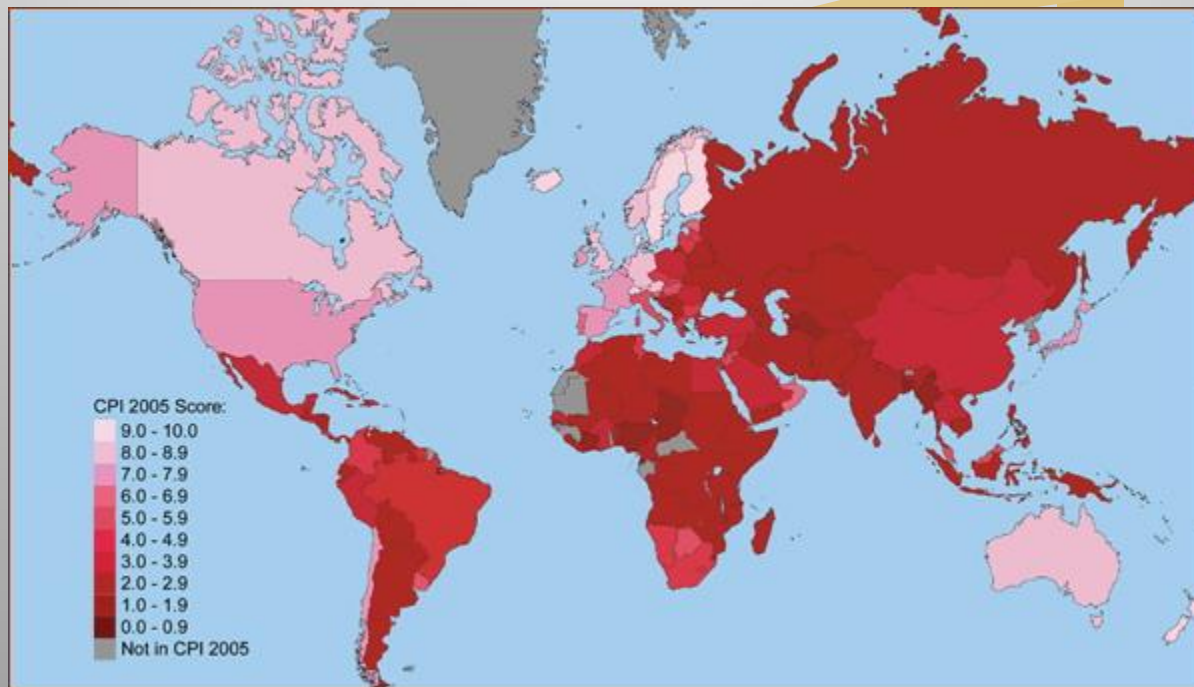 CPI 2005 Score:
9.0 - 10.0
8.0 - 8.9
7.0 - 7.9
6.0 - 6.9
5.0 - 5.9
4.0 - 4.9
3.0 - 3.9
2.0 - 2.9
1.0 - 1.9
0.0 - 0.9
Not in CPI 2005